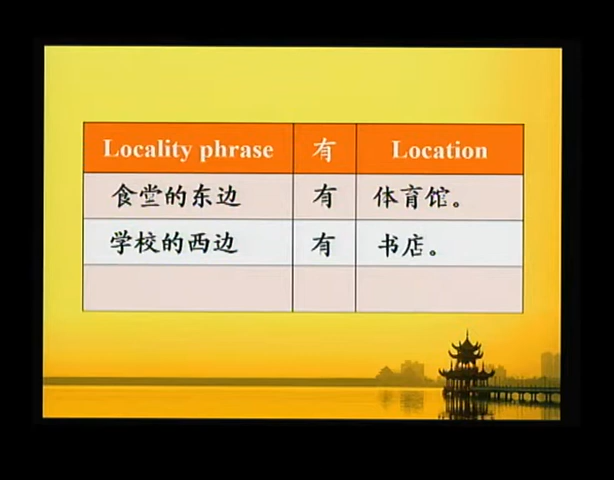 Locality phrase 有 Location
食堂的东边 有 体育馆。
学校的西边 有 书店。